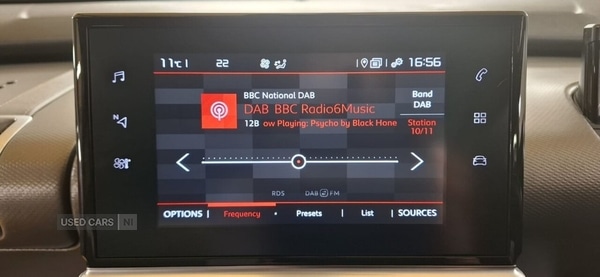 11°C
22
16:56
BBC National DAB
DAB BBC Radio6Music
12B ow Playing: Psycho by Black Hone
Band
DAB
Station
10/11
N
RDS
DAB FM
OPTIONS | Frequency • Presets | List | SOURCES
USED CARS NI